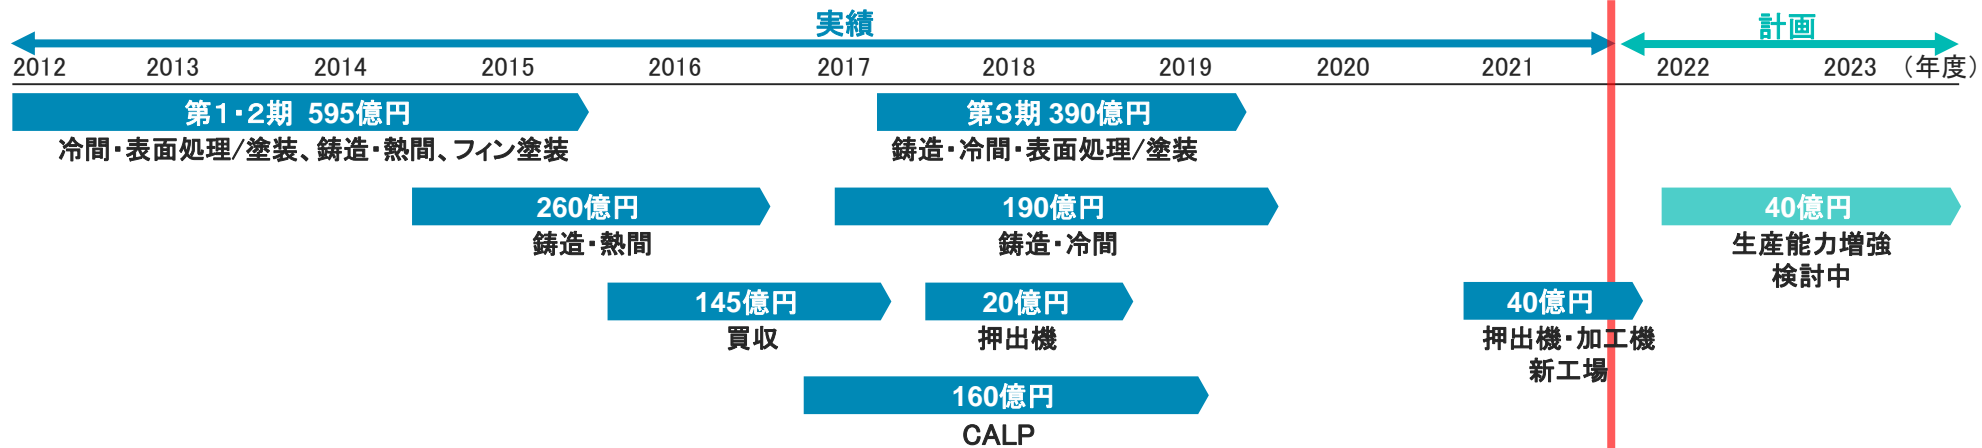 実績
計画
2012 2013 2014 2015 2016 2017 2018 2019 2020 2021 2022 2023 （年度）
第１・２期 595億円
第３期 390億円
冷間・表面処理/塗装、鋳造・熱間、フィン塗装
鋳造・冷間・表面処理/塗装
260億円
190億円
40億円
鋳造・熱間
鋳造・冷間
生産能力増強
検討中
145億円
20億円
40億円
買収
押出機
押出機・加工機
新工場
160億円
CALP